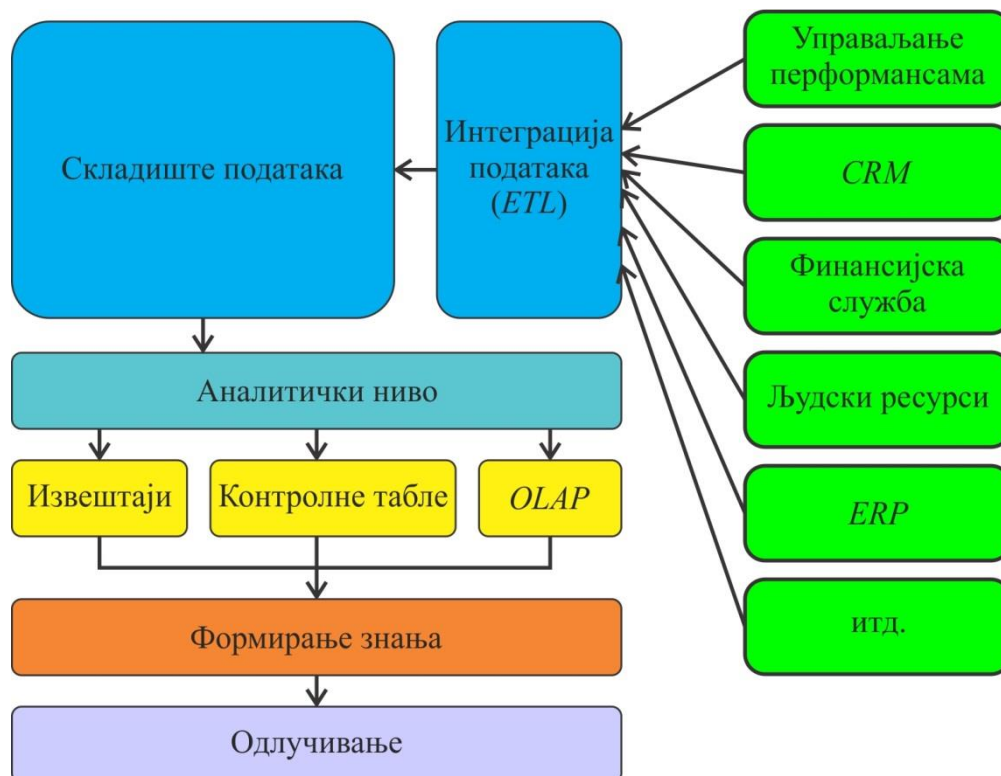 Складиште података
Интеграција
података
(ETL)
Управаљање
перформансама
CRM
Финансијска
служба
Људски ресурси
ERP
итд.
Аналитички ниво
Извештаји
Контролне табле
OLAP
Формирање знања
Одлучивање